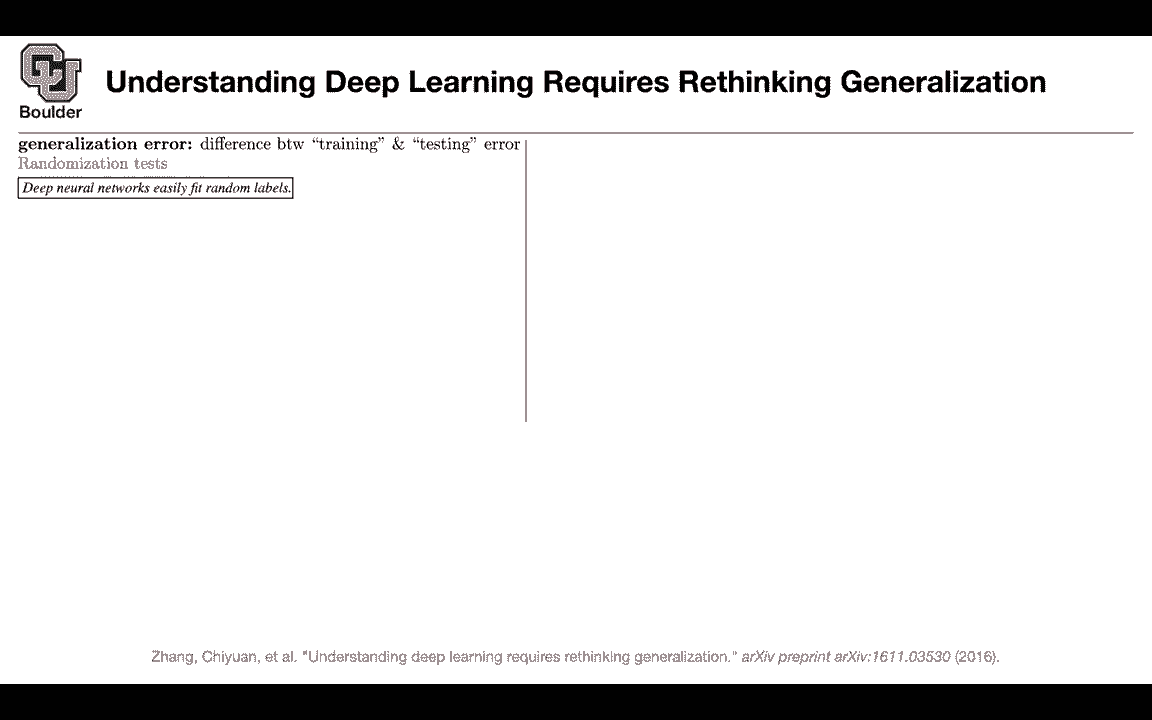 CU
Boulder
Understanding Deep Learning Requires Rethinking Generalization
generalization error: difference btw “training” & “testing” error
Randomization tests
Deep neural networks easily fit random labels.
Zhang, Chiyuan, et al. "Understanding deep learning requires rethinking generalization." arXiv preprint arXiv:1611.03530 (2016).